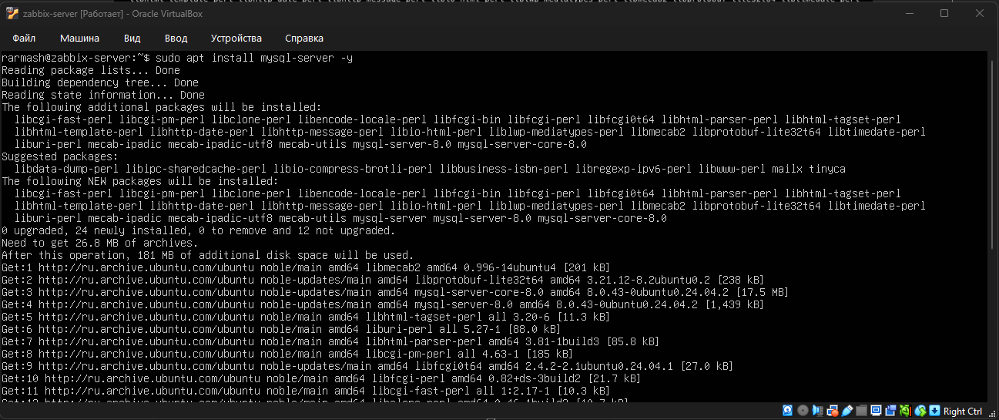 zabbix-server [Работает] - Oracle VirtualBox
Файл Машина Вид Ввод Устройства Справка
rarmash@zabbix-server:~$ sudo apt install mysql-server -y
Reading package lists... Done
Building dependency tree... Done
Reading state information... Done
The following additional packages will be installed:
  libcgi-fast-perl libcgi-pm-perl libclone-perl libencode-locale-perl libfcgi-bin libfcgi-perl libfcgi0t64 libhtml-parser-perl libhtml-tagset-perl
  libhtml-template-perl libhttp-date-perl libhttp-message-perl libio-html-perl liblwp-mediatypes-perl libmecab2 libprotobuf-lite32t64 libtimedate-perl
  liburi-perl mecab-ipadic mecab-ipadic-utf8 mecab-utils mysql-server-8.0 mysql-server-core-8.0
Suggested packages:
  libdata-dump-perl libipc-sharedcache-perl libio-compress-brotli-perl libbusiness-isbn-perl libregexp-ipv6-perl libwww-perl mailx tinyca
The following NEW packages will be installed:
  libcgi-fast-perl libcgi-pm-perl libclone-perl libencode-locale-perl libfcgi-bin libfcgi-perl libfcgi0t64 libhtml-parser-perl libhtml-tagset-perl
  libhtml-template-perl libhttp-date-perl libhttp-message-perl libio-html-perl liblwp-mediatypes-perl libmecab2 libprotobuf-lite32t64 libtimedate-perl
  liburi-perl mecab-ipadic mecab-ipadic-utf8 mecab-utils mysql-server mysql-server-8.0 mysql-server-core-8.0
0 upgraded, 24 newly installed, 0 to remove and 12 not upgraded.
Need to get 26.8 MB of archives.
After this operation, 181 MB of additional disk space will be used.
Get:1 http://ru.archive.ubuntu.com/ubuntu noble/main amd64 libmecab2 amd64 0.996-14ubuntu4 [201 kB]
Get:2 http://ru.archive.ubuntu.com/ubuntu noble-updates/main amd64 libprotobuf-lite32t64 amd64 3.21.12-8.2ubuntu0.2 [238 kB]
Get:3 http://ru.archive.ubuntu.com/ubuntu noble-updates/main amd64 mysql-server-core-8.0 amd64 8.0.43-0ubuntu0.24.04.2 [17.5 MB]
Get:4 http://ru.archive.ubuntu.com/ubuntu noble-updates/main amd64 mysql-server-8.0 amd64 8.0.43-0ubuntu0.24.04.2 [1,439 kB]
Get:5 http://ru.archive.ubuntu.com/ubuntu noble/main amd64 libhtml-tagset-perl all 3.20-6 [11.3 kB]
Get:6 http://ru.archive.ubuntu.com/ubuntu noble/main amd64 liburi-perl all 5.27-1 [88.0 kB]
Get:7 http://ru.archive.ubuntu.com/ubuntu noble/main amd64 libhtml-parser-perl amd64 3.81-1build3 [85.8 kB]
Get:8 http://ru.archive.ubuntu.com/ubuntu noble/main amd64 libcgi-pm-perl all 4.63-1 [185 kB]
Get:9 http://ru.archive.ubuntu.com/ubuntu noble-updates/main amd64 libfcgi0t64 amd64 2.4.2-2.1ubuntu0.24.04.1 [27.0 kB]
Get:10 http://ru.archive.ubuntu.com/ubuntu noble/main amd64 libfcgi-perl amd64 0.82+ds-3build2 [21.7 kB]
Get:11 http://ru.archive.ubuntu.com/ubuntu noble/main amd64 libcgi-fast-perl all 1:2.17-1 [10.3 kB]
Right Ctrl